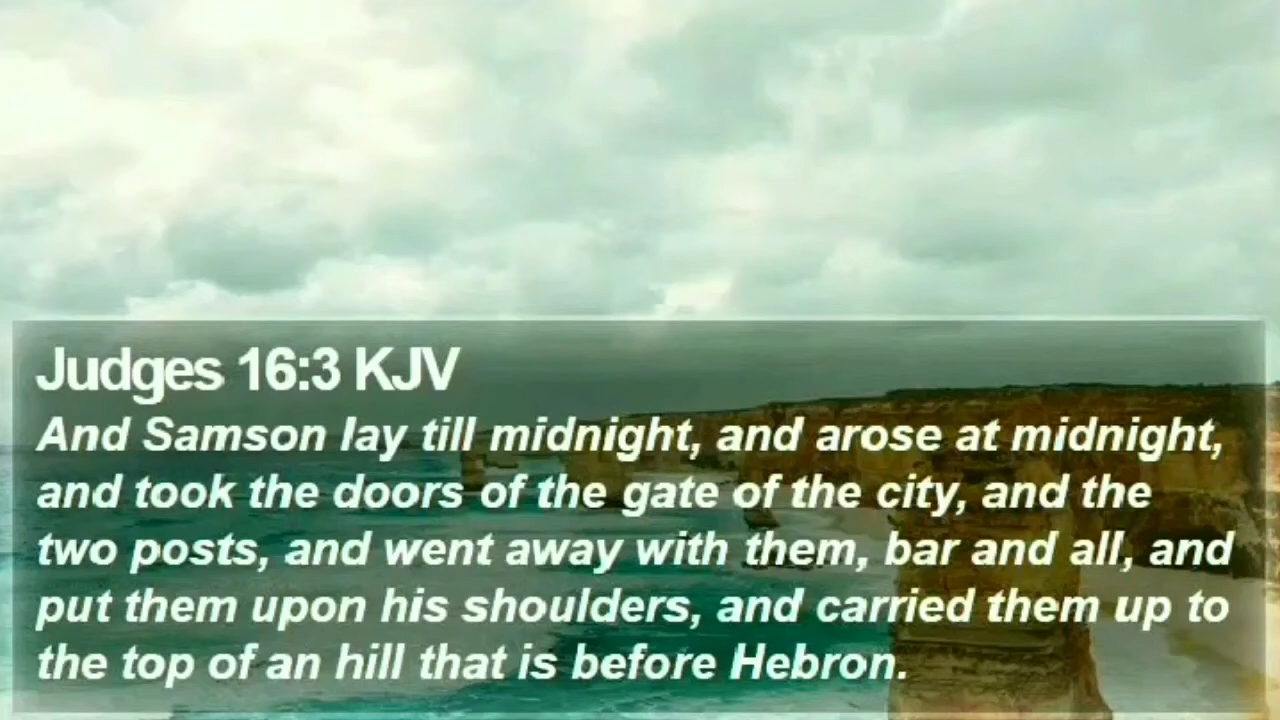 Judges 16:3 KJV
And Samson lay till midnight, and arose at midnight,
and took the doors of the gate of the city, and the
two posts, and went away with them, bar and all, and
put them upon his shoulders, and carried them up to
the top of an hill that is before Hebron.